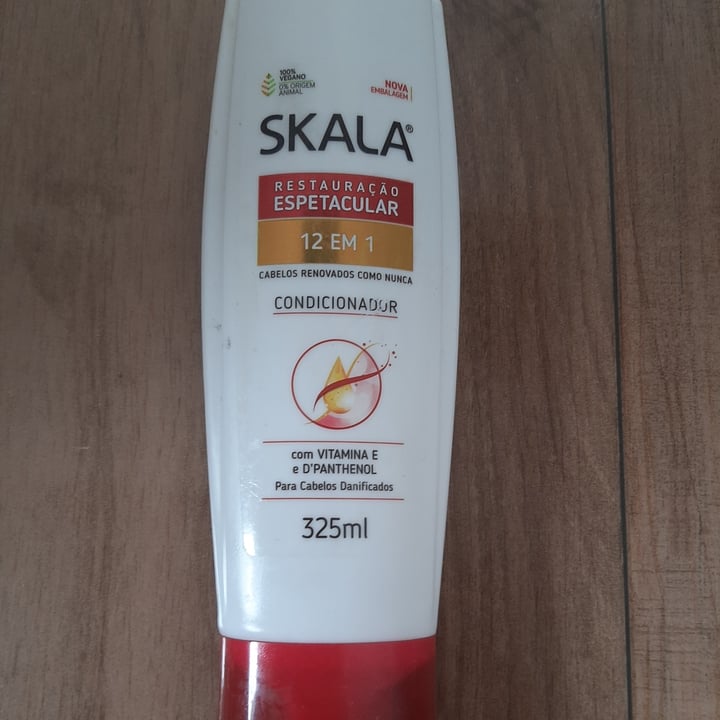 100%
VEGANO
0% ORIGEM
ANIMAL
NOVA
EMBALAGEM
SKALA®
RESTAURAÇÃO
ESPETACULAR
12 EM 1
CABELOS RENOVADOS COMO NUNCA
CONDICIONADOR
com VITAMINA E
e D'PANTHENOL
Para Cabelos Danificados
325ml